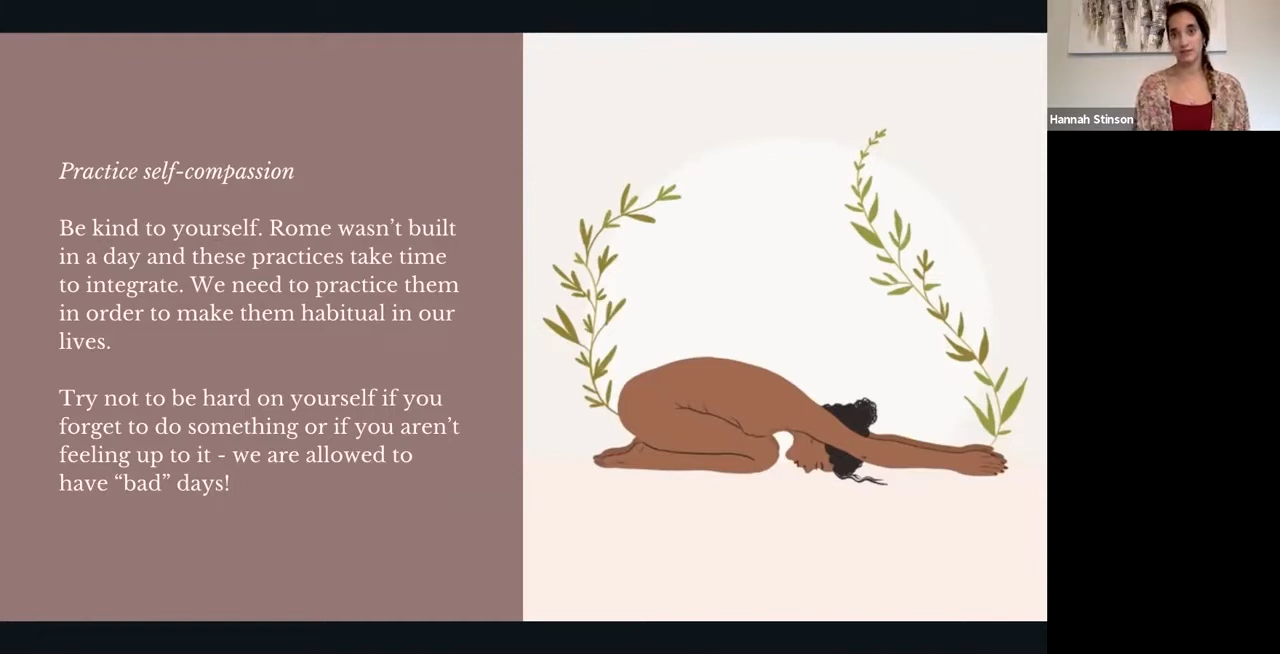 Practice self-compassion
Be kind to yourself. Rome wasn’t built
in a day and these practices take time
to integrate. We need to practice them
in order to make them habitual in our
lives.
Try not to be hard on yourself if you
forget to do something or if you aren’t
feeling up to it - we are allowed to
have “bad” days!
Hannah Stinson